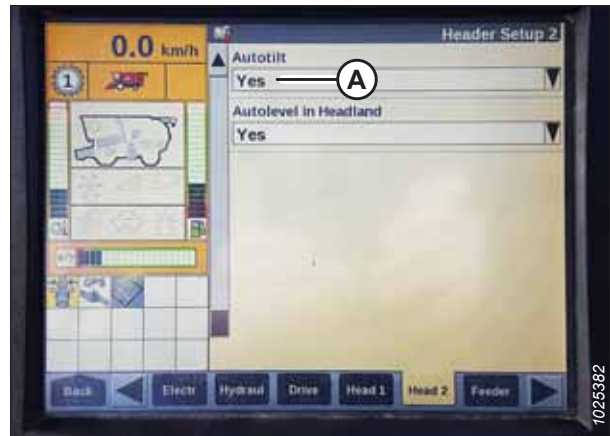 Header Setup 2
0.0 km/h
Autotilt
Yes
A
1
Autolevel in Headland
Yes
Back
Electr
Hydraul
Drive
Head 1
Head 2
Feeder
1025382